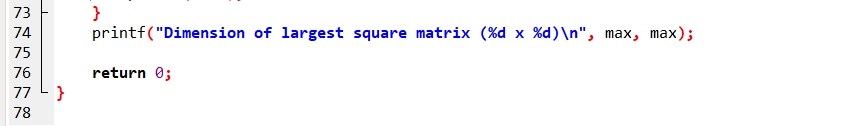 73 }
74 printf("Dimension of largest square matrix (%d x %d)\n", max, max);
75
76 return 0;
77 }
78